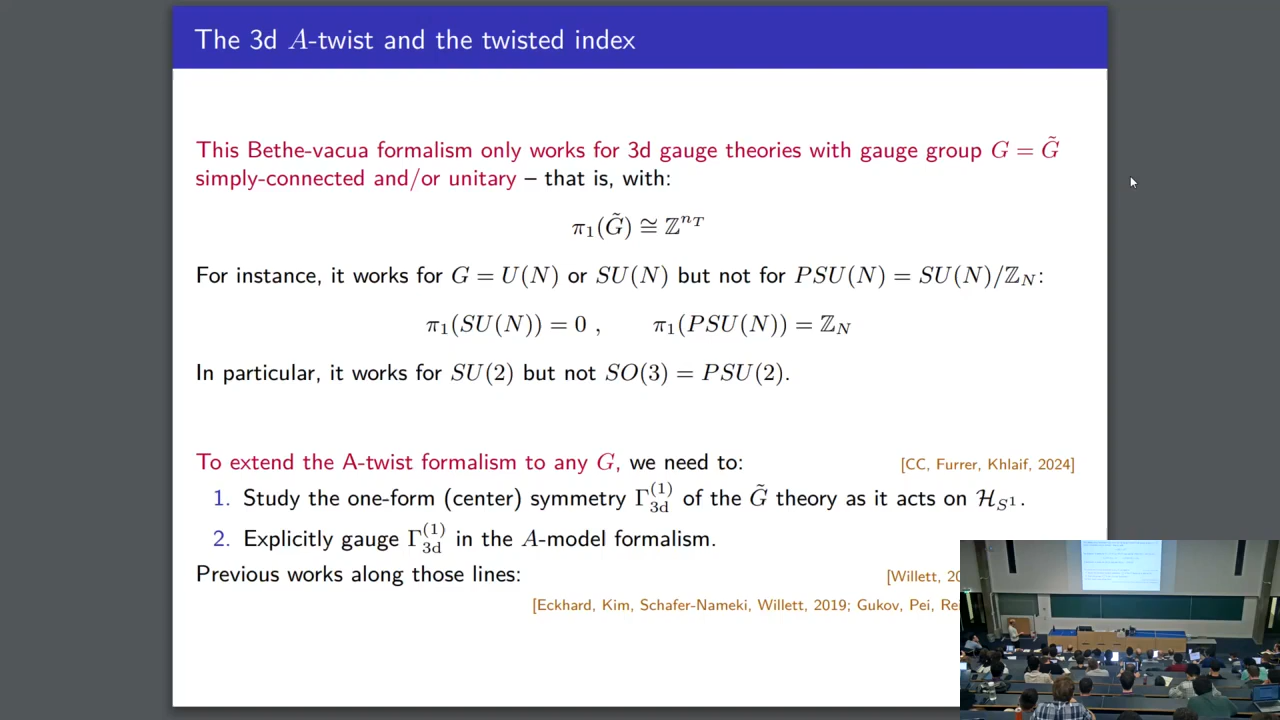 The 3d A-twist and the twisted index
This Bethe-vacua formalism only works for 3d gauge theories with gauge group G = G̃
simply-connected and/or unitary – that is, with:
π₁(G̃) ≅ ℤ^{n_T}
For instance, it works for G = U(N) or SU(N) but not for PSU(N) = SU(N)/ℤ_N:
π₁(SU(N)) = 0 , π₁(PSU(N)) = ℤ_N
In particular, it works for SU(2) but not SO(3) = PSU(2).
To extend the A-twist formalism to any G, we need to: [CC, Furrer, Khlaif, 2024]
1. Study the one-form (center) symmetry Γ_{3d}^{(1)} of the G̃ theory as it acts on ℋ_{S¹}.
2. Explicitly gauge Γ_{3d}^{(1)} in the A-model formalism.
Previous works along those lines: [Willett,
[Eckhard, Kim, Schafer-Nameki, Willett, 2019; Gukov, Pei,